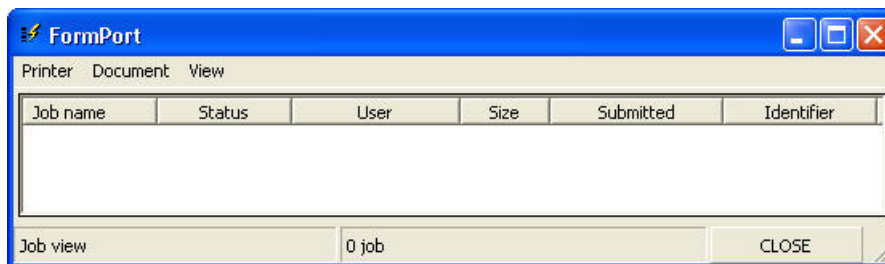 FormPort
Printer Document View
Job name Status User Size Submitted Identifier
Job view 0 job CLOSE